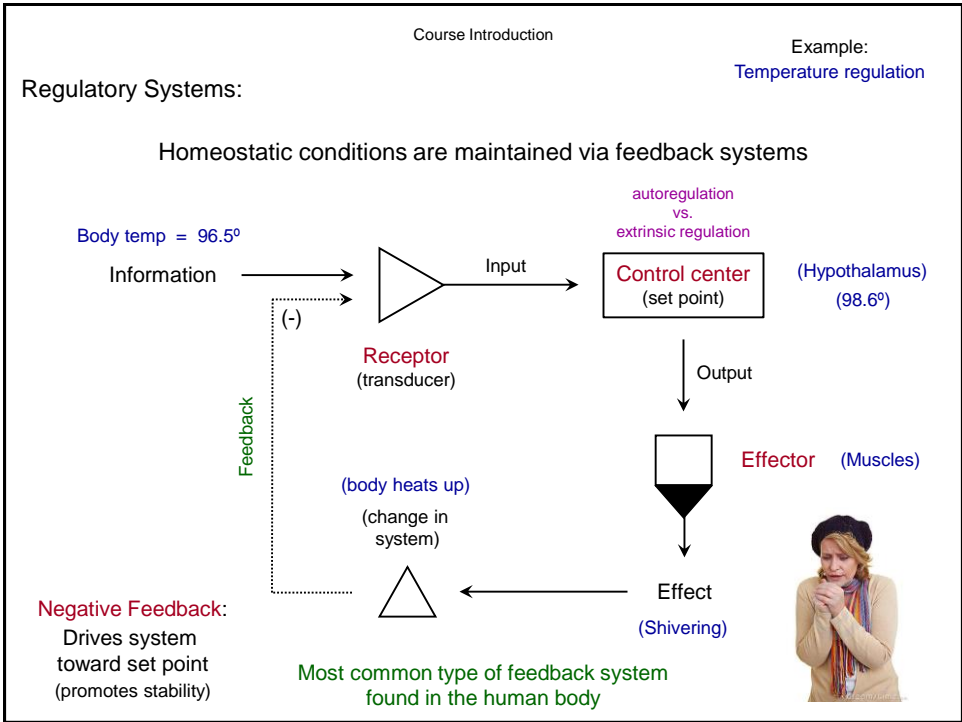 Course Introduction
Example:
Temperature regulation
Regulatory Systems:
Homeostatic conditions are maintained via feedback systems
autoregulation
vs.
extrinsic regulation
Body temp = 96.5º
Information
Input
Control center
(set point)
(Hypothalamus)
(98.6º)
(-)
Receptor
(transducer)
Output
Feedback
Effector
(Muscles)
(body heats up)
(change in
system)
Effect
(Shivering)
Negative Feedback:
Drives system
toward set point
(promotes stability)
Most common type of feedback system
found in the human body